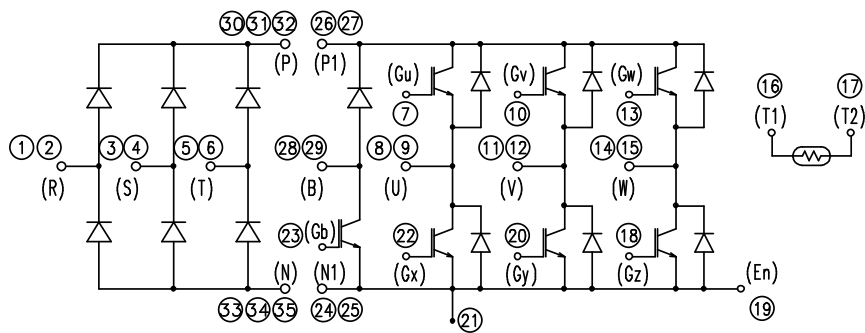 30 31 32 26 27
(P) (P1)
(Gu) (Gv) (Gw)
7 10 13
16 17
(T1) (T2)
1 2 3 4 5 6 28 29 8 9 11 12 14 15
(R) (S) (T) (B) (U) (V) (W)
23 (Gb) 22 20 18
(N) (N1) (Gx) (Gy) (Gz) (En)
33 34 35 24 25 19
21